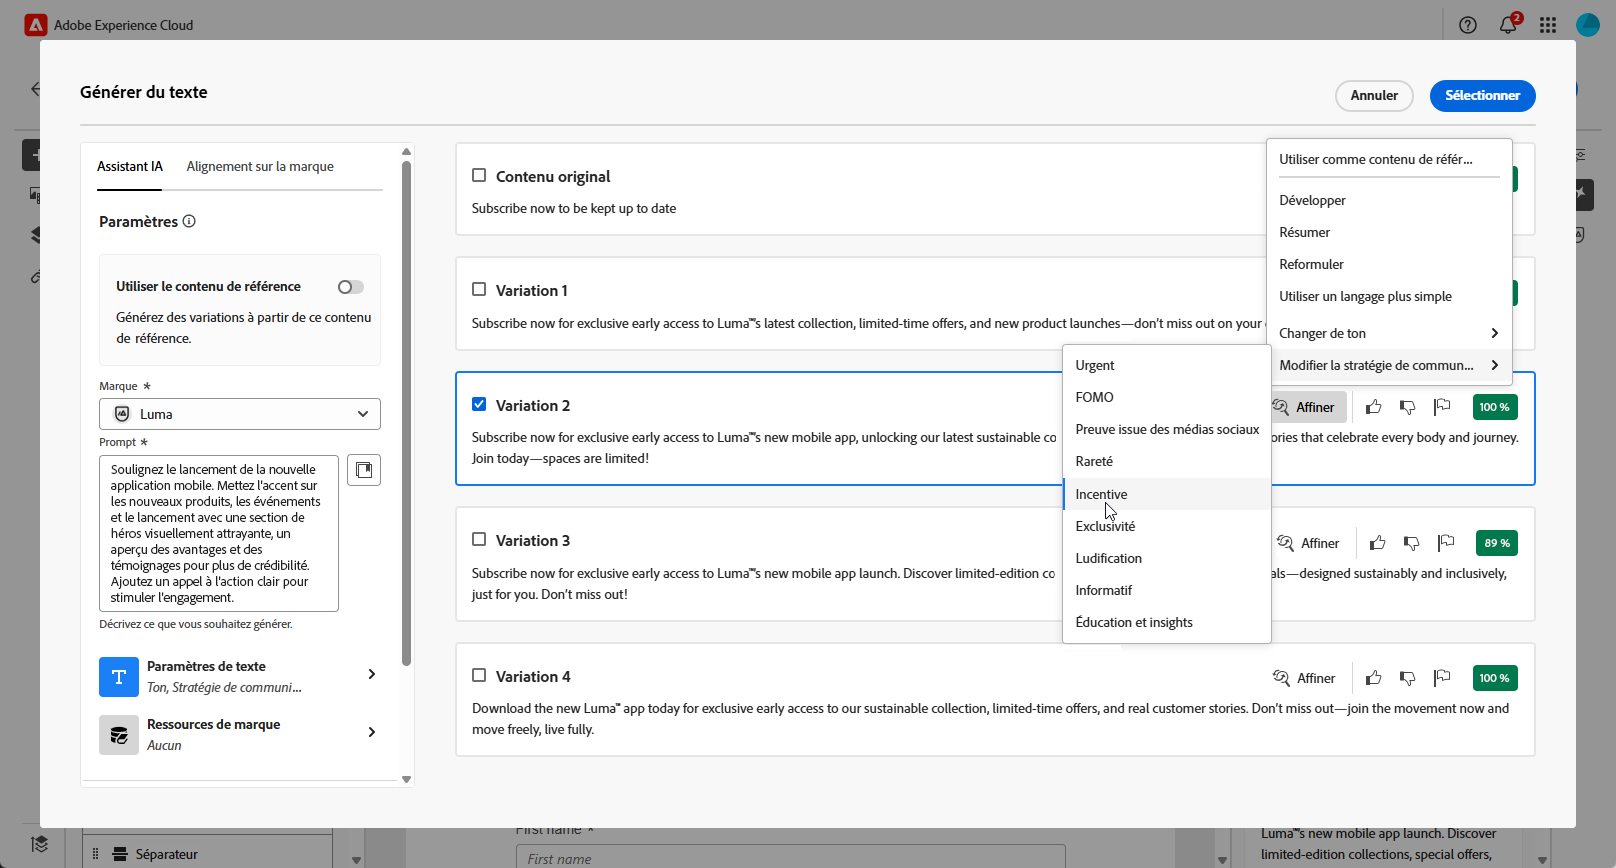 Adobe Experience Cloud
2
Générer du texte
Annuler
Sélectionner
Assistant IA
Alignement sur la marque
Paramètres
Utiliser le contenu de référence
Générez des variations à partir de ce contenu
de référence.
Marque *
Luma
Prompt *
Soulignez le lancement de la nouvelle
application mobile. Mettez l'accent sur
les nouveaux produits, les événements
et le lancement avec une section de
héros visuellement attrayante, un
aperçu des avantages et des
témoignages pour plus de crédibilité.
Ajoutez un appel à l'action clair pour
stimuler l'engagement.
Décrivez ce que vous souhaitez générer.
T
Paramètres de texte
Ton, Stratégie de communi...
Ressources de marque
Aucun
Contenu original
Subscribe now to be kept up to date
Variation 1
Subscribe now for exclusive early access to Luma™'s latest collection, limited-time offers, and new product launches—don't miss out on your
Variation 2
Affiner
100 %
Subscribe now for exclusive early access to Luma™'s new mobile app, unlocking our latest sustainable co
ories that celebrate every body and journey.
Join today—spaces are limited!
Variation 3
Affiner
89 %
Subscribe now for exclusive early access to Luma™'s new mobile app launch. Discover limited-edition co
als—designed sustainably and inclusively,
just for you. Don't miss out!
Variation 4
Affiner
100 %
Download the new Luma™ app today for exclusive early access to our sustainable collection, limited-time offers, and real customer stories. Don't miss out—join the movement now and
move freely, live fully.
Utiliser comme contenu de référ...
Développer
Résumer
Reformuler
Utiliser un langage plus simple
Changer de ton
Modifier la stratégie de commun...
Urgent
FOMO
Preuve issue des médias sociaux
Rareté
Incentive
Exclusivité
Ludification
Informatif
Éducation et insights
Séparateur
First name *
First name
Luma™'s new mobile app launch. Discover
limited-edition collections, special offers,